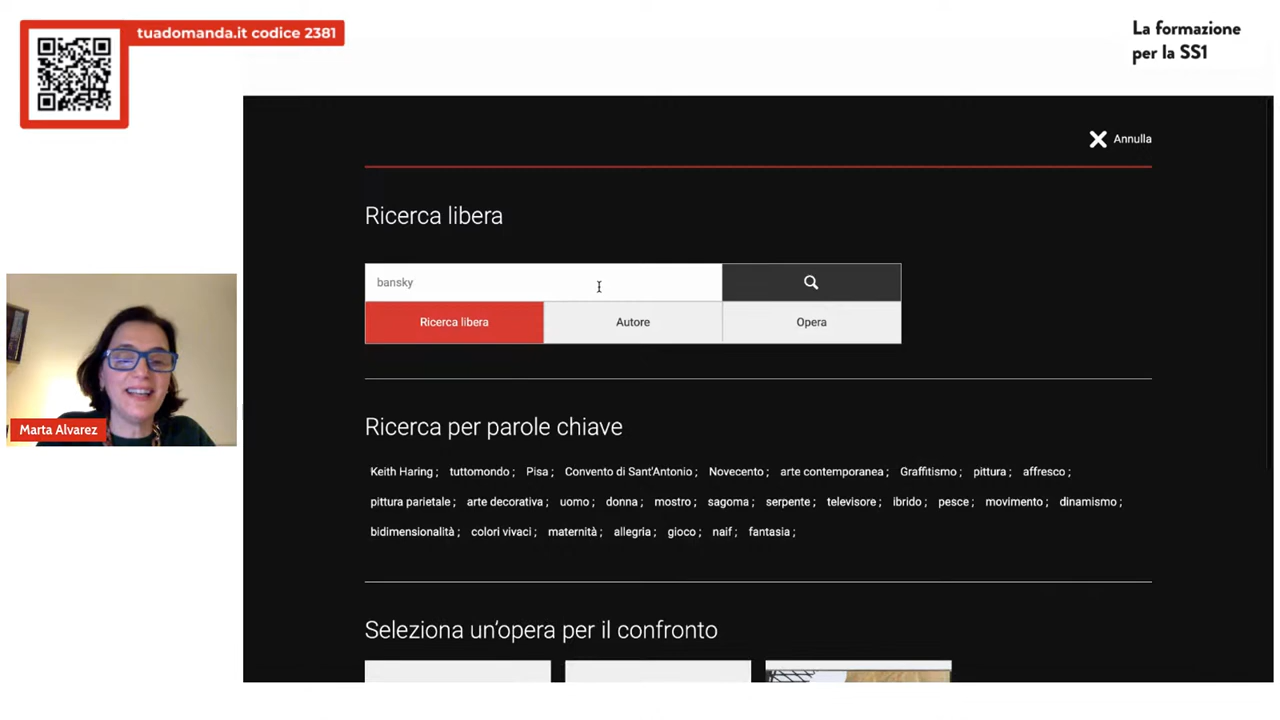 tuadomanda.it codice 2381
La formazione
per la SS1
Annulla
Ricerca libera
bansky
Ricerca libera
Autore
Opera
Marta Alvarez
Ricerca per parole chiave
Keith Haring ; tuttomondo ; Pisa ; Convento di Sant'Antonio ; Novecento ; arte contemporanea ; Graffitismo ; pittura ; affresco ;
pittura parietale ; arte decorativa ; uomo ; donna ; mostro ; sagoma ; serpente ; televisore ; ibrido ; pesce ; movimento ; dinamismo ;
bidimensionalità ; colori vivaci ; maternità ; allegria ; gioco ; naif ; fantasia ;
Seleziona un'opera per il confronto